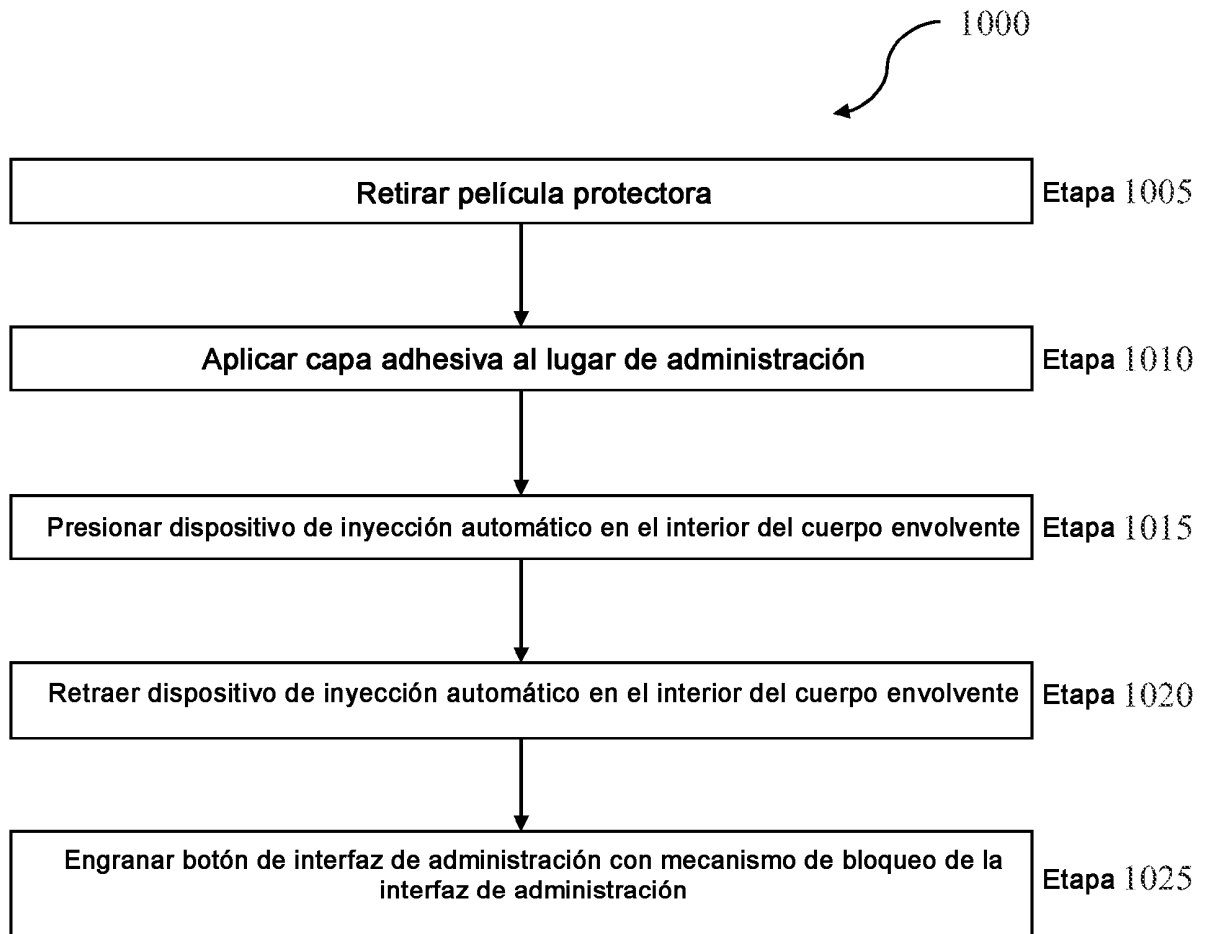 1000
Retirar película protectora
Etapa 1005
Aplicar capa adhesiva al lugar de administración
Etapa 1010
Presionar dispositivo de inyección automático en el interior del cuerpo envolvente
Etapa 1015
Retraer dispositivo de inyección automático en el interior del cuerpo envolvente
Etapa 1020
Engranar botón de interfaz de administración con mecanismo de bloqueo de la
interfaz de administración
Etapa 1025